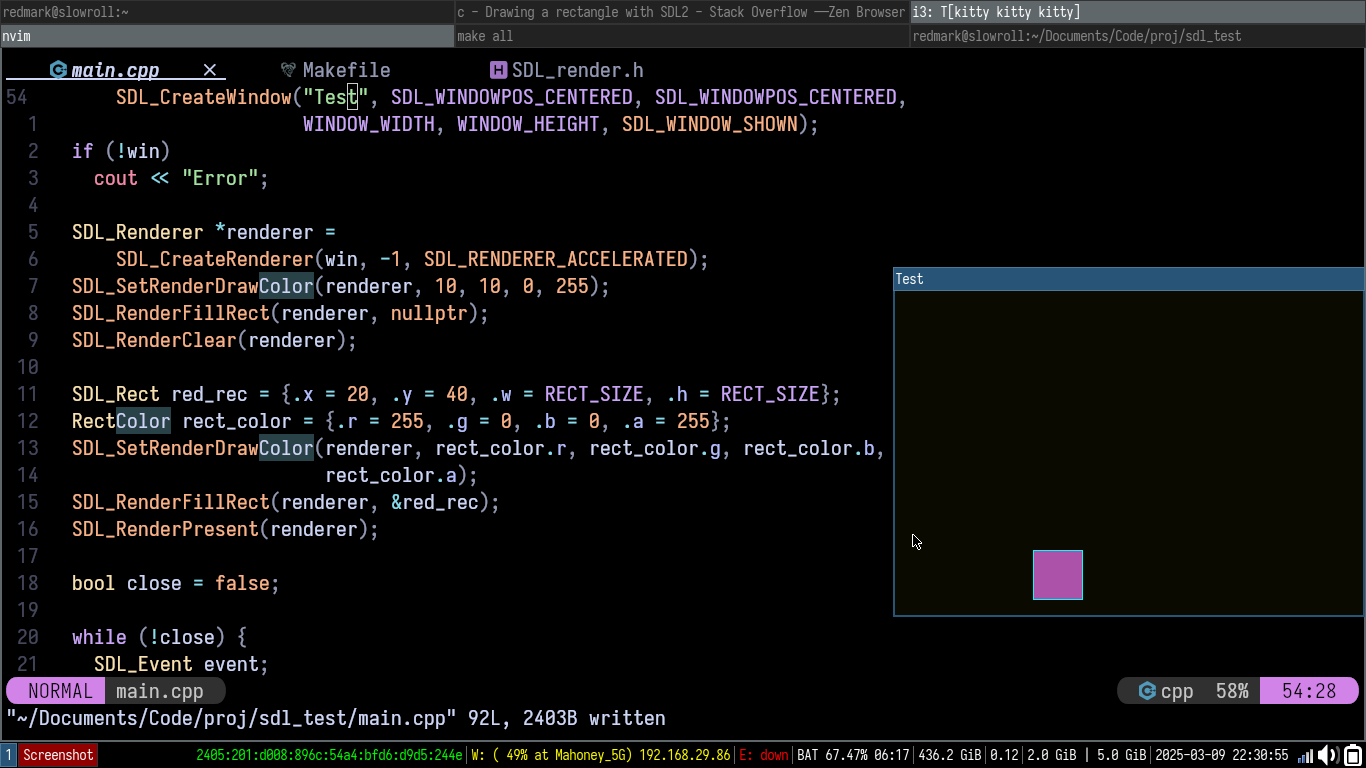 redmark@slowroll:~
c – Drawing a rectangle with SDL2 – Stack Overflow ——Zen Browser
i3: T[kitty kitty kitty]
nvim
make all
redmark@slowroll:~/Documents/Code/proj/sdl_test
main.cpp
Makefile
SDL_render.h
54 SDL_CreateWindow("Test", SDL_WINDOWPOS_CENTERED, SDL_WINDOWPOS_CENTERED,
1 WINDOW_WIDTH, WINDOW_HEIGHT, SDL_WINDOW_SHOWN);
2 if (!win)
3 cout << "Error";
4
5 SDL_Renderer *renderer =
6 SDL_CreateRenderer(win, -1, SDL_RENDERER_ACCELERATED);
7 SDL_SetRenderDrawColor(renderer, 10, 10, 0, 255);
8 SDL_RenderFillRect(renderer, nullptr);
9 SDL_RenderClear(renderer);
10
11 SDL_Rect red_rec = {.x = 20, .y = 40, .w = RECT_SIZE, .h = RECT_SIZE};
12 RectColor rect_color = {.r = 255, .g = 0, .b = 0, .a = 255};
13 SDL_SetRenderDrawColor(renderer, rect_color.r, rect_color.g, rect_color.b,
14 rect_color.a);
15 SDL_RenderFillRect(renderer, &red_rec);
16 SDL_RenderPresent(renderer);
17
18 bool close = false;
19
20 while (!close) {
21 SDL_Event event;
Test
NORMAL main.cpp
cpp 58% 54:28
"~/Documents/Code/proj/sdl_test/main.cpp" 92L, 2403B written
1 Screenshot
2405:201:d008:896c:54a4:bfd6:d9d5:244e|W: ( 49% at Mahoney_5G) 192.168.29.86|E: down|BAT 67.47% 06:17|436.2 GiB|0.12|2.0 GiB | 5.0 GiB|2025-03-09 22:30:55